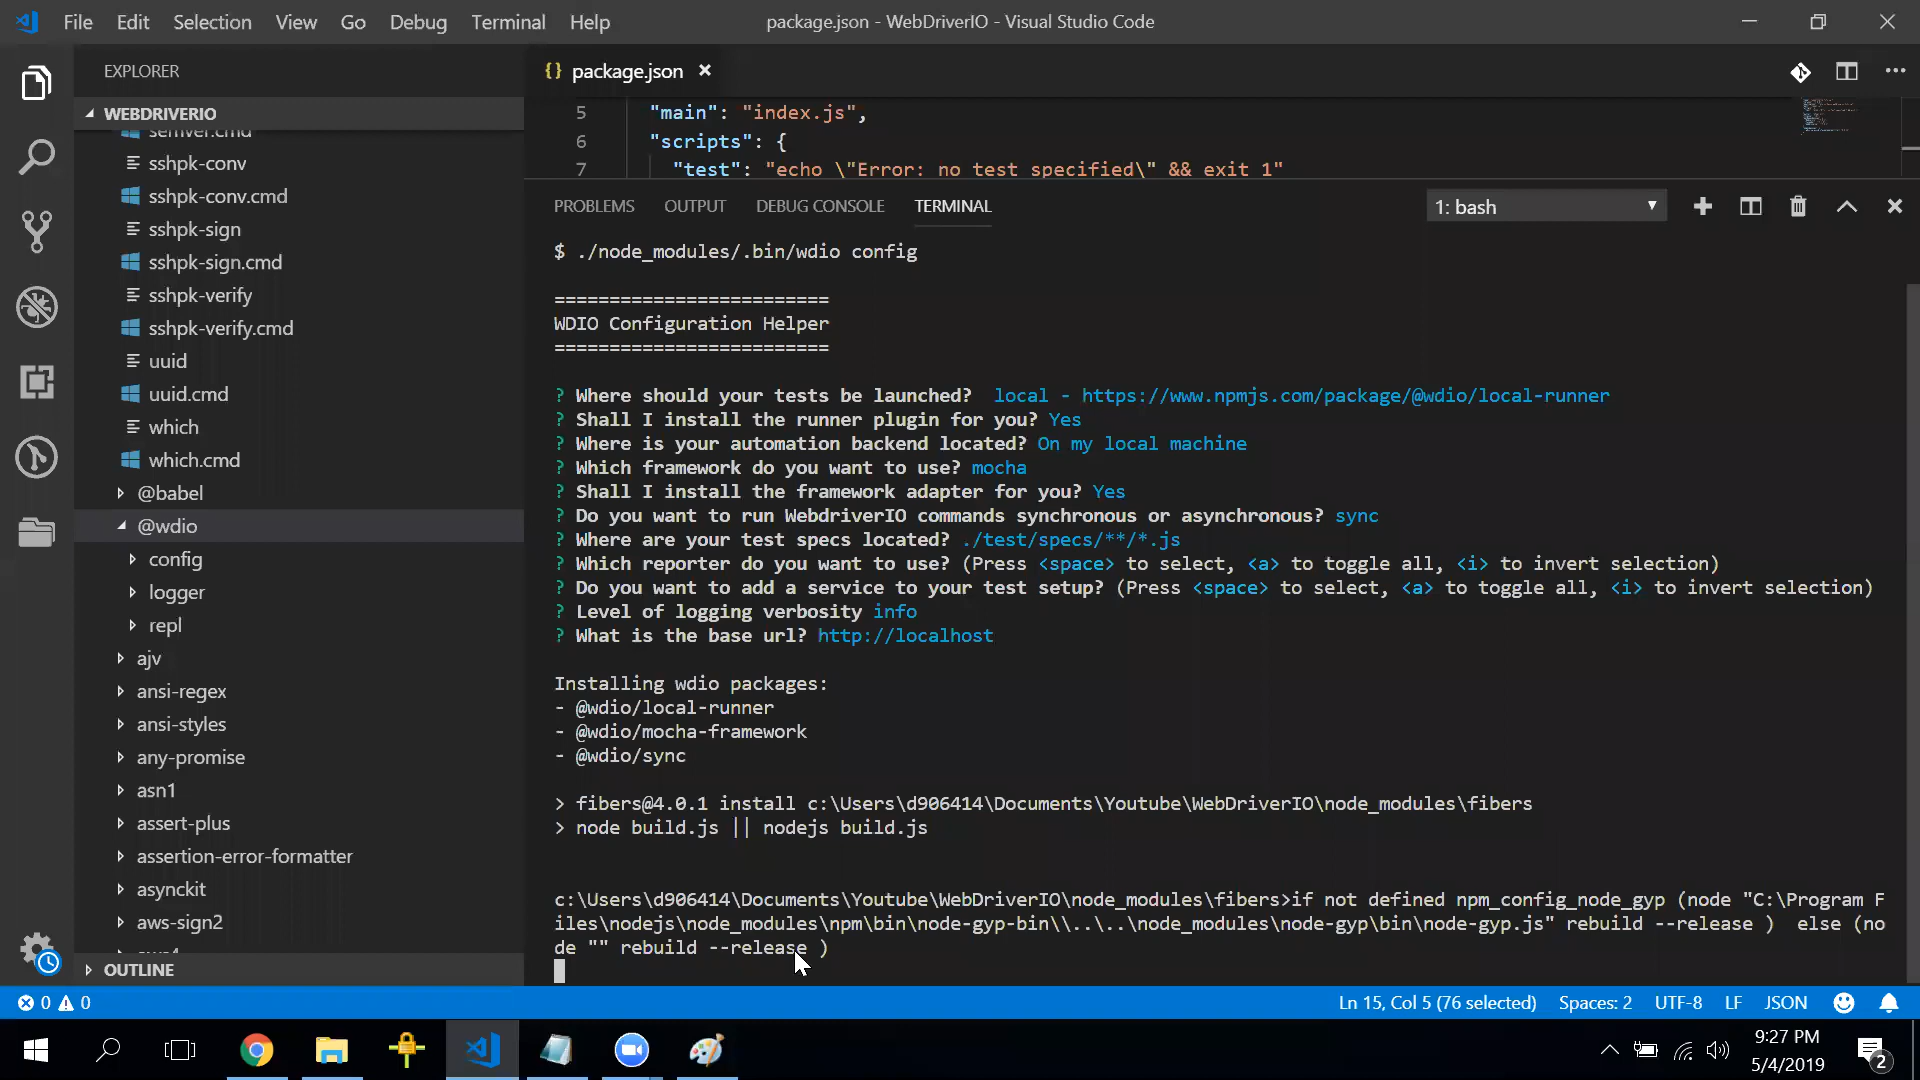 File Edit Selection View Go Debug Terminal Help
package.json - WebDriverIO - Visual Studio Code
EXPLORER
WEBDRIVERIO
semver.cmd
sshpk-conv
sshpk-conv.cmd
sshpk-sign
sshpk-sign.cmd
sshpk-verify
sshpk-verify.cmd
uuid
uuid.cmd
which
which.cmd
@babel
@wdio
config
logger
repl
ajv
ansi-regex
ansi-styles
any-promise
asn1
assert-plus
assertion-error-formatter
asynckit
aws-sign2
OUTLINE
{} package.json ×
5 "main": "index.js",
6 "scripts": {
7 "test": "echo \"Error: no test specified\" && exit 1"
PROBLEMS OUTPUT DEBUG CONSOLE TERMINAL
1: bash
$ ./node_modules/.bin/wdio config
=========================
WDIO Configuration Helper
=========================
? Where should your tests be launched?  local - https://www.npmjs.com/package/@wdio/local-runner
? Shall I install the runner plugin for you? Yes
? Where is your automation backend located? On my local machine
? Which framework do you want to use? mocha
? Shall I install the framework adapter for you? Yes
? Do you want to run WebdriverIO commands synchronous or asynchronous? sync
? Where are your test specs located? ./test/specs/**/*.js
? Which reporter do you want to use? (Press <space> to select, <a> to toggle all, <i> to invert selection)
? Do you want to add a service to your test setup? (Press <space> to select, <a> to toggle all, <i> to invert selection)
? Level of logging verbosity info
? What is the base url? http://localhost
Installing wdio packages:
- @wdio/local-runner
- @wdio/mocha-framework
- @wdio/sync
> fibers@4.0.1 install c:\Users\d906414\Documents\Youtube\WebDriverIO\node_modules\fibers
> node build.js || nodejs build.js
c:\Users\d906414\Documents\Youtube\WebDriverIO\node_modules\fibers>if not defined npm_config_node_gyp (node "C:\Program F
iles\nodejs\node_modules\npm\bin\node-gyp-bin\\..\..\node_modules\node-gyp\bin\node-gyp.js" rebuild --release )  else (no
de "" rebuild --release )
0 0
Ln 15, Col 5 (76 selected) Spaces: 2 UTF-8 LF JSON
9:27 PM
5/4/2019
2